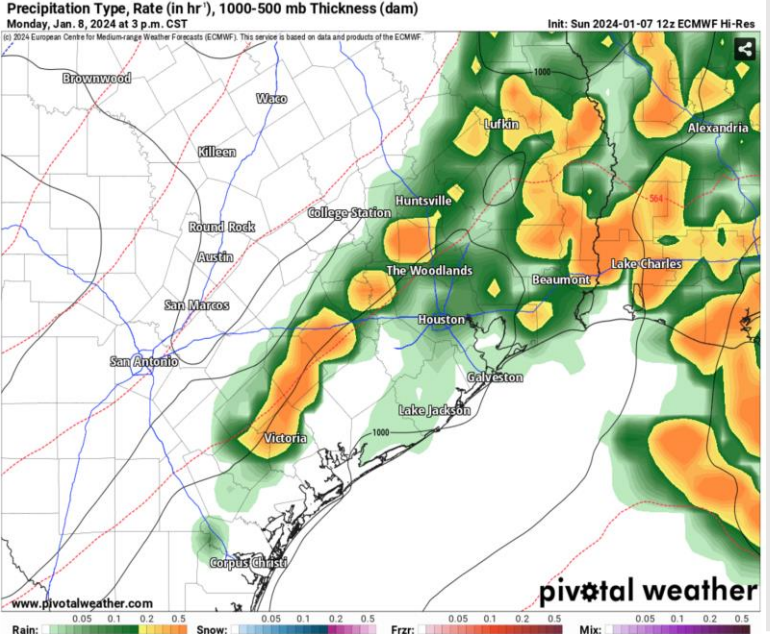 Precipitation Type, Rate (in hr⁻¹), 1000-500 mb Thickness (dam)
Monday, Jan. 8, 2024 at 3 p.m. CST
Init: Sun 2024-01-07 12z ECMWF Hi-Res
(c) 2024 European Centre for Medium-range Weather Forecasts (ECMWF). This service is based on data and products of the ECMWF.
1000
Brownwood
Waco
Lufkin
Alexandria
Killeen
564
Huntsville
College Station
Round Rock
Austin
Lake Charles
The Woodlands
Beaumont
San Marcos
Houston
San Antonio
Galveston
Lake Jackson
1000
Victoria
Corpus Christi
www.pivotalweather.com
pivotal weather
Rain: 0.05 0.1 0.2 0.5
Snow: 0.05 0.1 0.2 0.5
Frzr: 0.05 0.1 0.2 0.5
Mix: 0.05 0.1 0.2 0.5